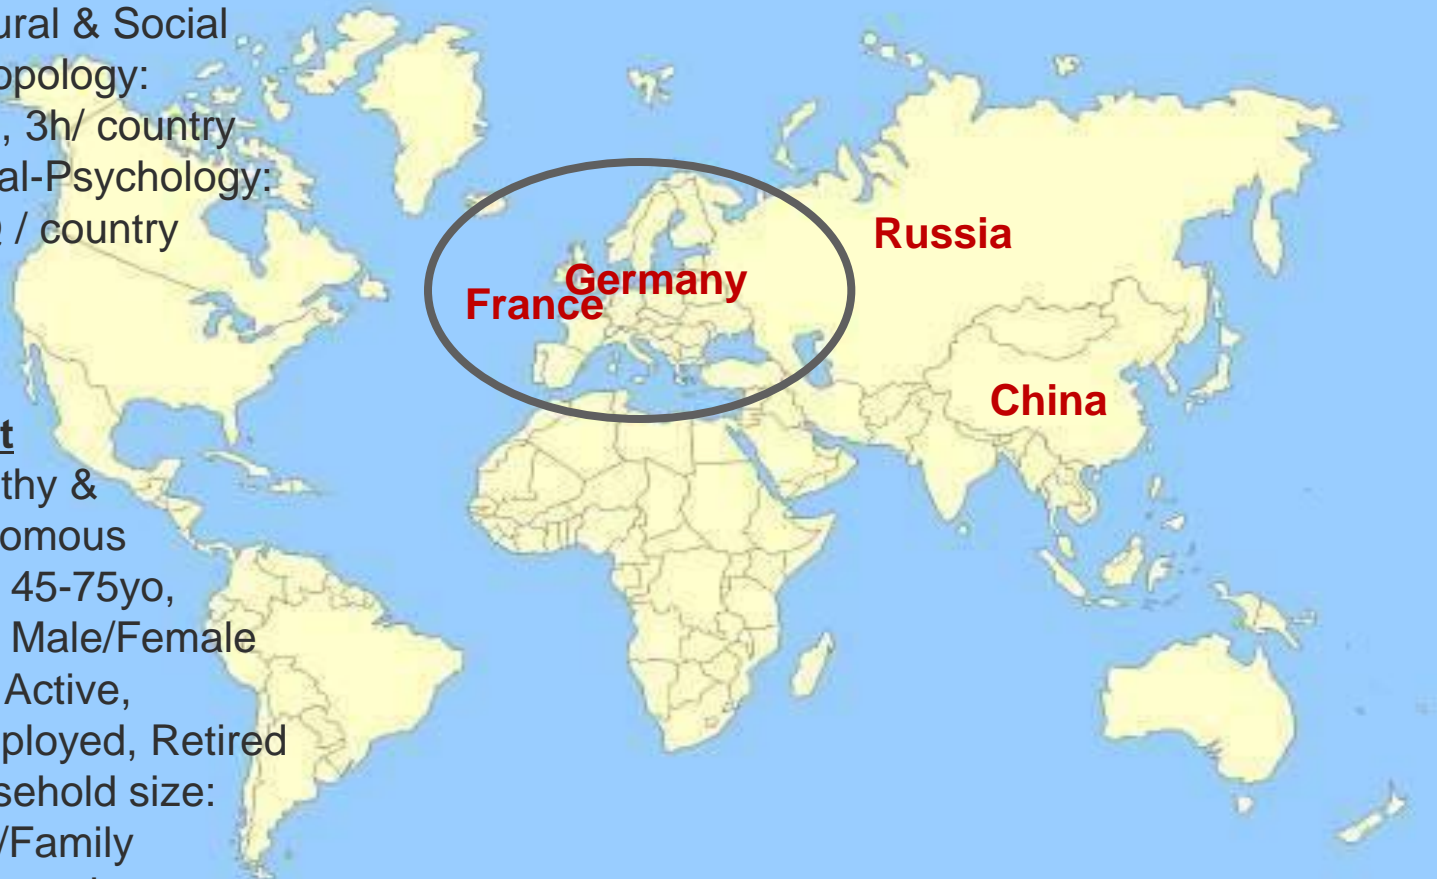 ural & Social
opology:
, 3h/ country
al-Psychology:
/ country
Russia
Germany
France
China
t
thy &
omous
45-75yo,
Male/Female
Active,
ployed, Retired
sehold size:
/Family